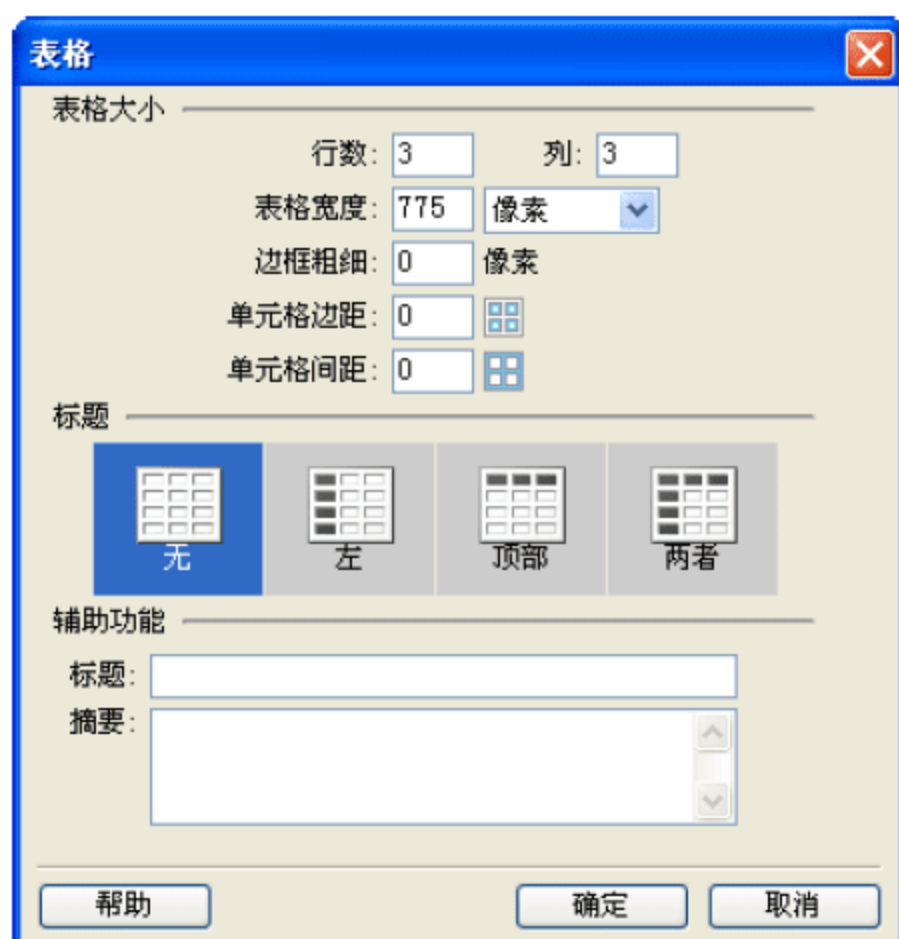 表格
表格大小
行数: 3 列: 3
表格宽度: 775 像素
边框粗细: 0 像素
单元格边距: 0
单元格间距: 0
标题
无 左 顶部 两者
辅助功能
标题:
摘要:
帮助 确定 取消